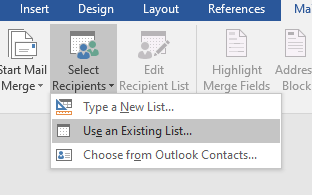 Insert Design Layout References Ma
Start Mail Select Edit Highlight Address
Merge Recipients Recipient List Merge Fields Block
Type a New List...
Use an Existing List...
Choose from Outlook Contacts...